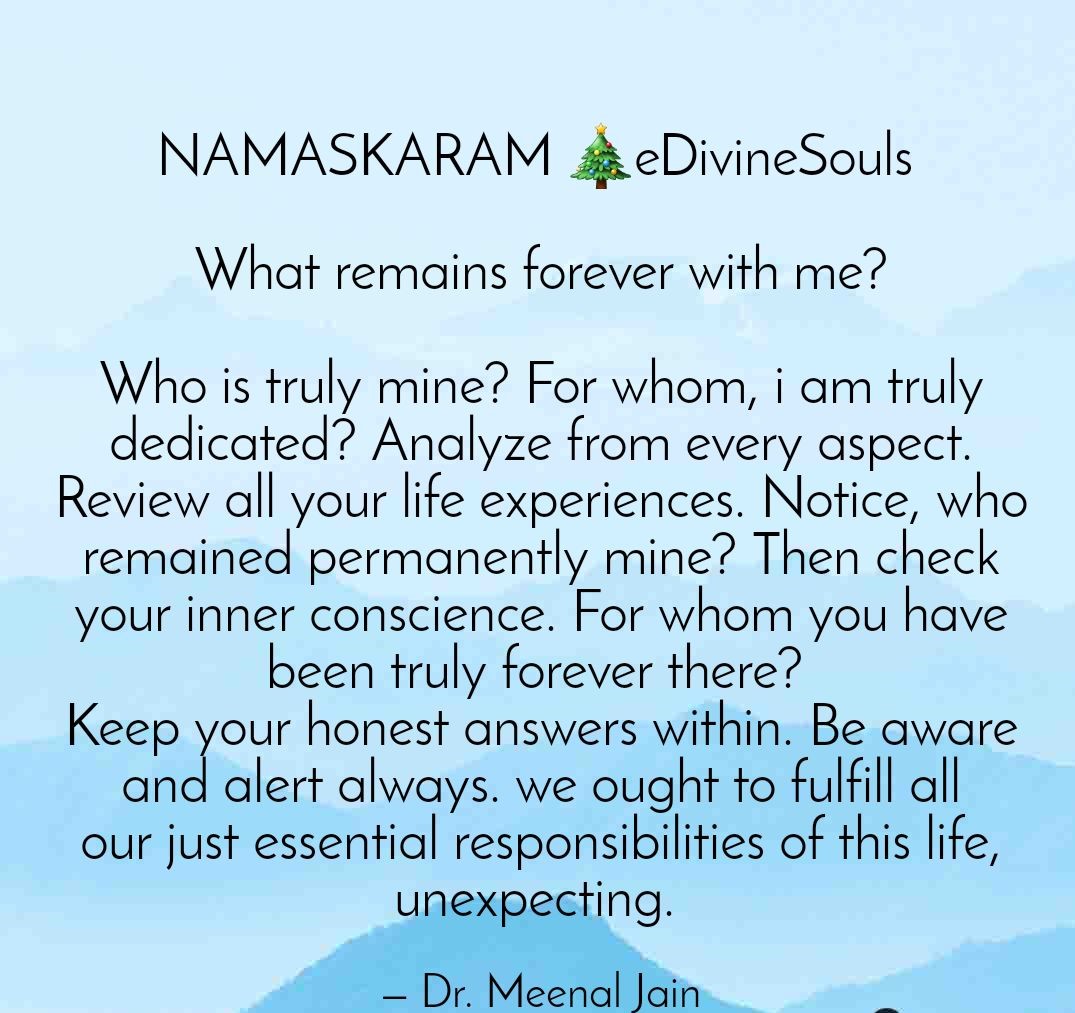 NAMASKARAM 🎄eDivineSouls
What remains forever with me?
Who is truly mine? For whom, i am truly
dedicated? Analyze from every aspect.
Review all your life experiences. Notice, who
remained permanently mine? Then check
your inner conscience. For whom you have
been truly forever there?
Keep your honest answers within. Be aware
and alert always. we ought to fulfill all
our just essential responsibilities of this life,
unexpecting.
– Dr. Meenal Jain